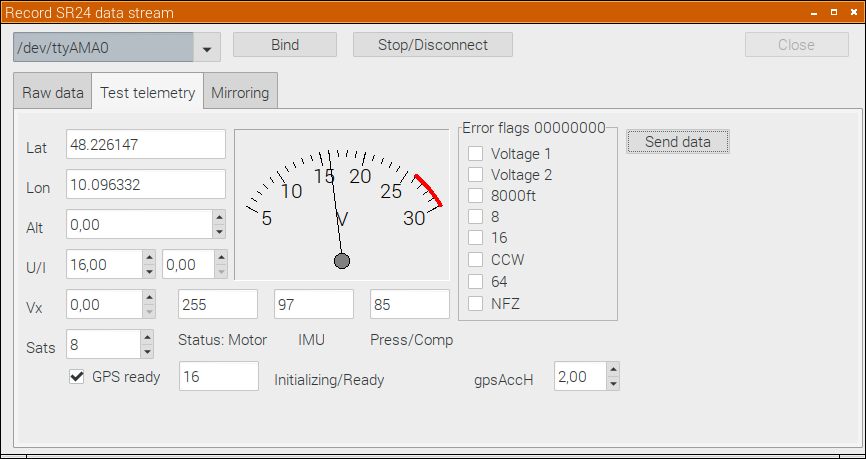 Record SR24 data stream
/dev/ttyAMA0 Bind Stop/Disconnect Close
Raw data Test telemetry Mirroring
Lat 48.226147
Lon 10.096332
Alt 0,00
U/I 16,00 0,00
Vx 0,00 255 97 85
Sats 8 Status: Motor IMU Press/Comp
GPS ready 16 Initializing/Ready gpsAccH 2,00
5 10 15 20 25 30
V
Error flags 00000000
Voltage 1
Voltage 2
8000ft
8
16
CCW
64
NFZ
Send data